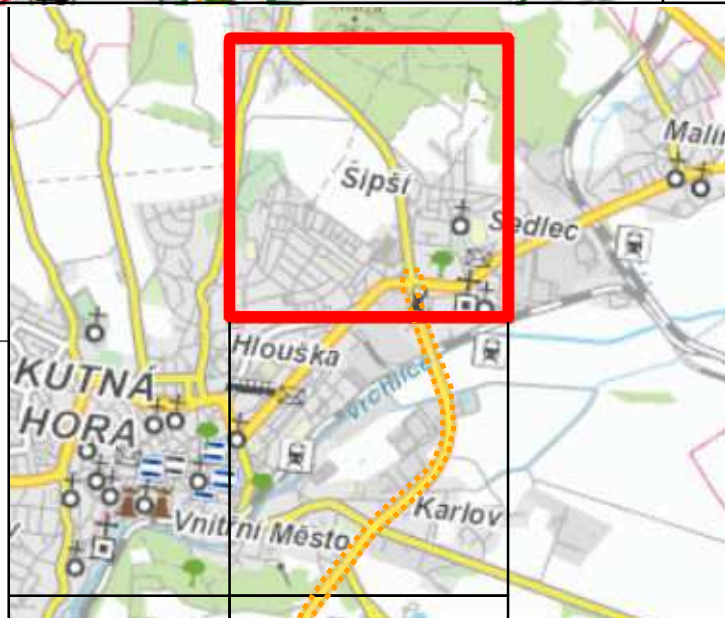 Malín
Šipší
Sedlec
Hlouška
KUTNÁ
HORA
Vrchlice
Karlov
Vnitřní Město